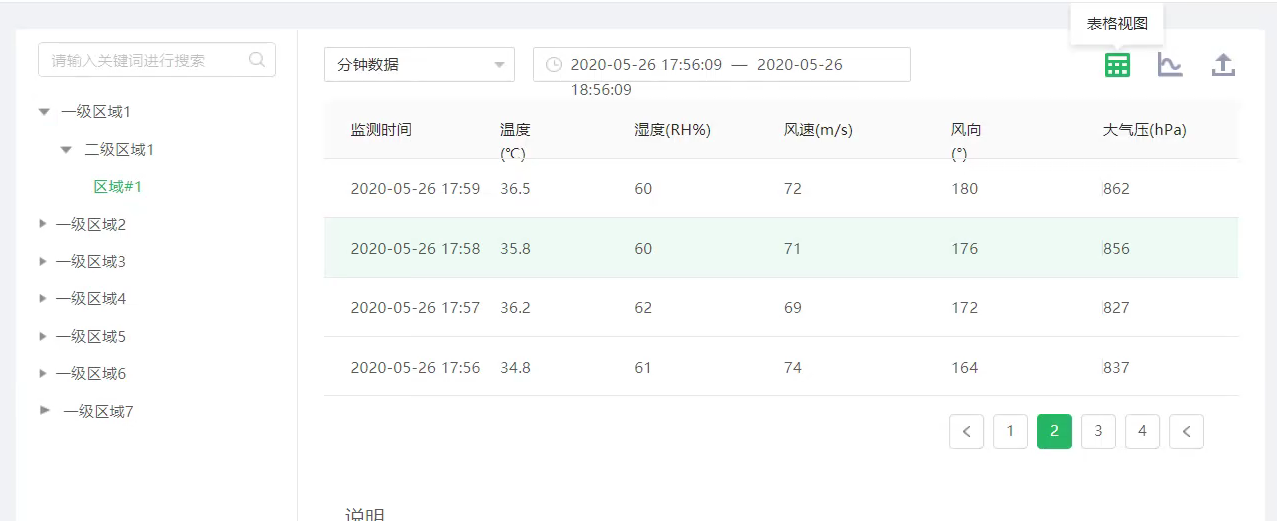 表格视图
请输入关键词进行搜索
一级区域1
二级区域1
区域#1
一级区域2
一级区域3
一级区域4
一级区域5
一级区域6
一级区域7
分钟数据
2020-05-26 17:56:09 — 2020-05-26
18:56:09
监测时间 温度 湿度(RH%) 风速(m/s) 风向 大气压(hPa)
(℃) (°)
2020-05-26 17:59 36.5 60 72 180 862
2020-05-26 17:58 35.8 60 71 176 856
2020-05-26 17:57 36.2 62 69 172 827
2020-05-26 17:56 34.8 61 74 164 837
1 2 3 4
说明